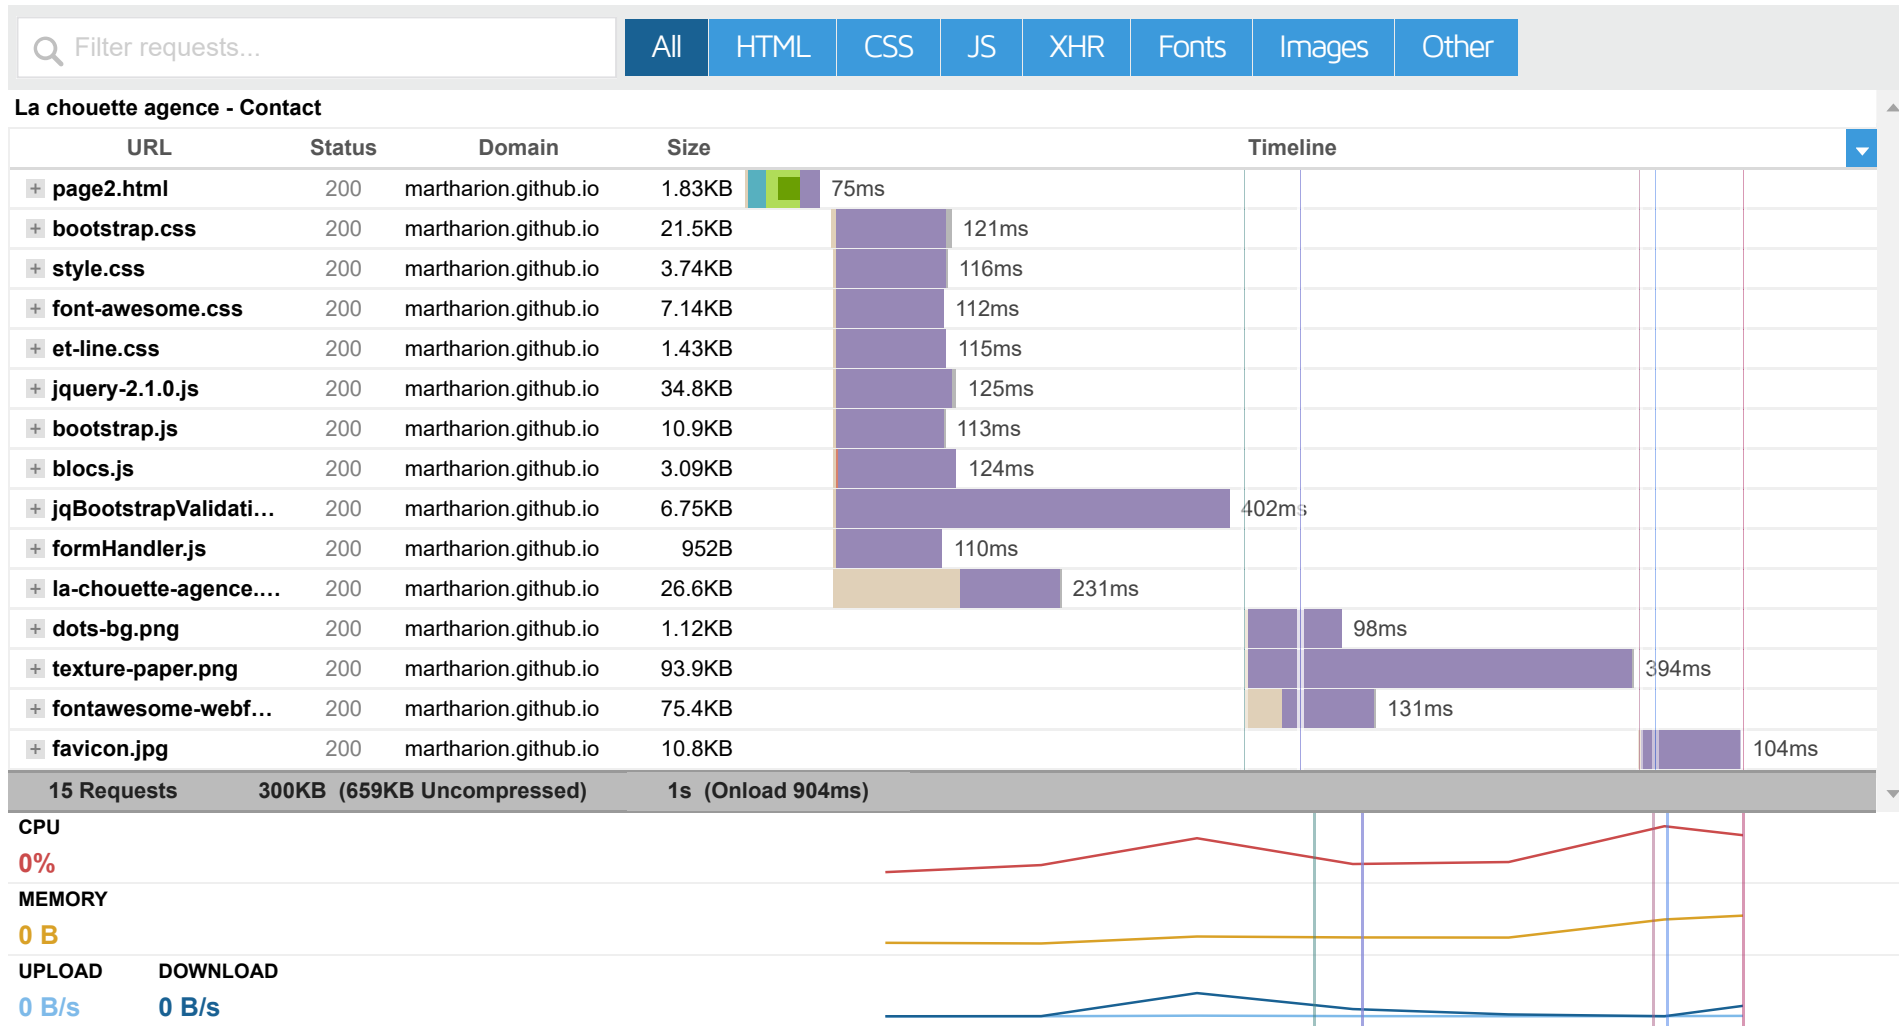 Filter requests...
All HTML CSS JS XHR Fonts Images Other
La chouette agence - Contact
URL Status Domain Size Timeline
page2.html 200 martharion.github.io 1.83KB 75ms
bootstrap.css 200 martharion.github.io 21.5KB 121ms
style.css 200 martharion.github.io 3.74KB 116ms
font-awesome.css 200 martharion.github.io 7.14KB 112ms
et-line.css 200 martharion.github.io 1.43KB 115ms
jquery-2.1.0.js 200 martharion.github.io 34.8KB 125ms
bootstrap.js 200 martharion.github.io 10.9KB 113ms
blocs.js 200 martharion.github.io 3.09KB 124ms
jqBootstrapValidati... 200 martharion.github.io 6.75KB 402ms
formHandler.js 200 martharion.github.io 952B 110ms
la-chouette-agence.... 200 martharion.github.io 26.6KB 231ms
dots-bg.png 200 martharion.github.io 1.12KB 98ms
texture-paper.png 200 martharion.github.io 93.9KB 394ms
fontawesome-webf... 200 martharion.github.io 75.4KB 131ms
favicon.jpg 200 martharion.github.io 10.8KB 104ms
15 Requests 300KB (659KB Uncompressed) 1s (Onload 904ms)
CPU
0%
MEMORY
0 B
UPLOAD DOWNLOAD
0 B/s 0 B/s